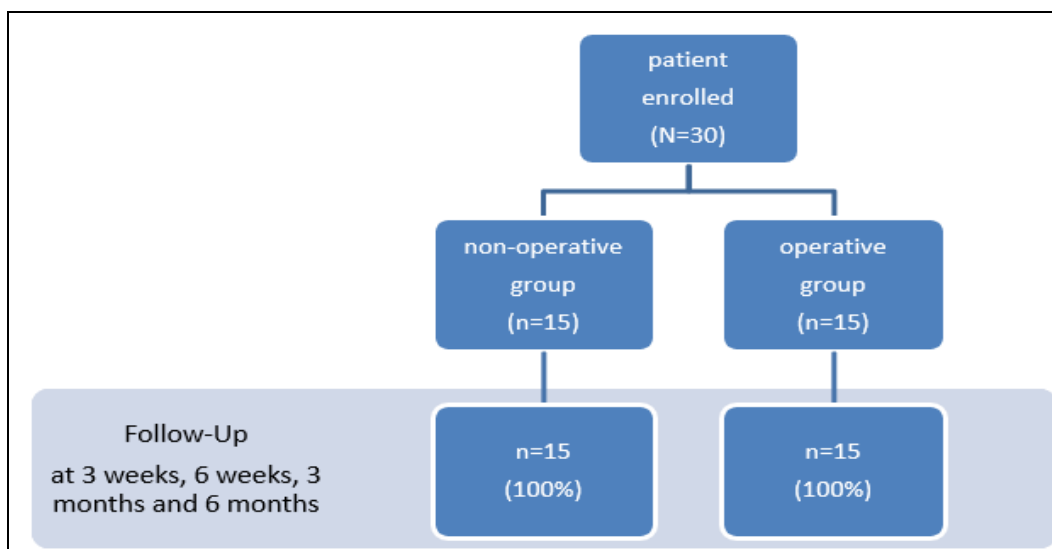 patient
enrolled
(N=30)
non-operative
group
(n=15)
operative
group
(n=15)
Follow-Up
at 3 weeks, 6 weeks, 3
months and 6 months
n=15
(100%)
n=15
(100%)